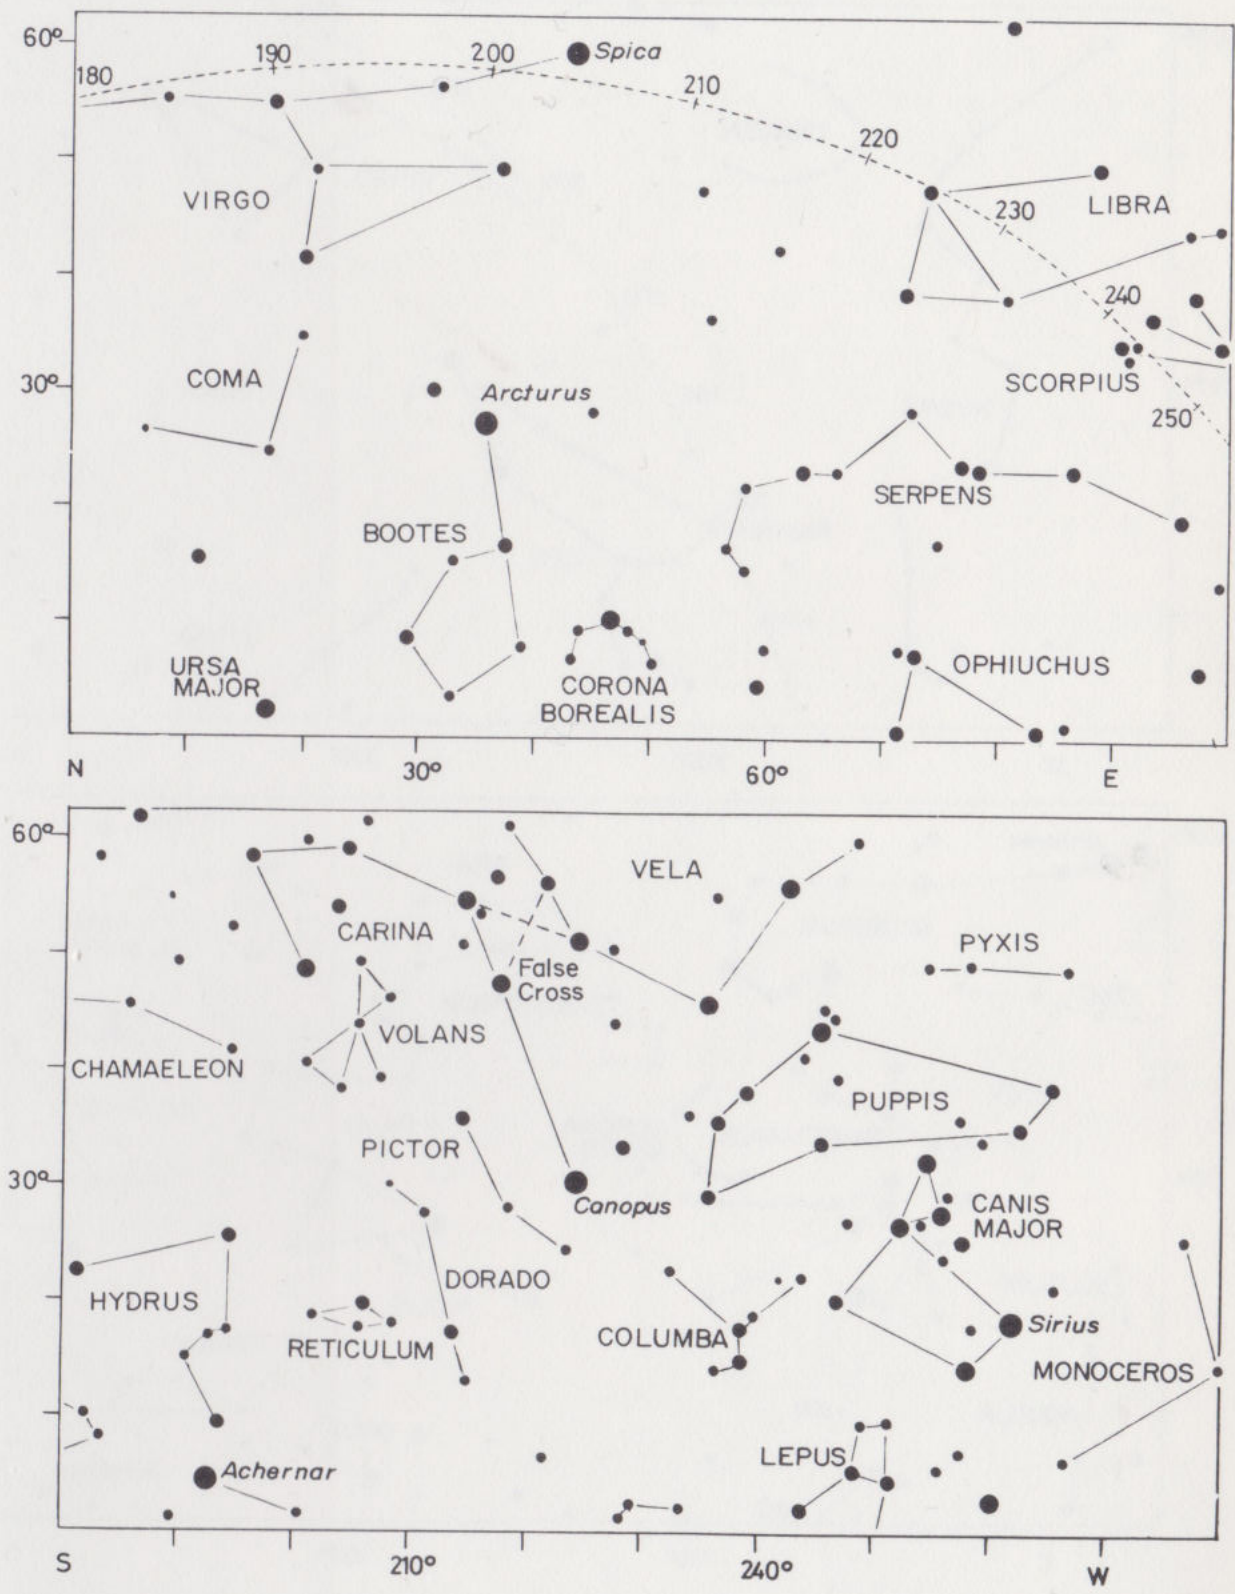 60°
180
190
200
Spica
210
220
VIRGO
LIBRA
230
240
COMA
30°
Arcturus
SCORPIUS
250
SERPENS
BOOTES
URSA
MAJOR
CORONA
BOREALIS
OPHIUCHUS
N
30°
60°
E
60°
VELA
CARINA
PYXIS
False
Cross
VOLANS
CHAMAELEON
PUPPIS
PICTOR
30°
Canopus
CANIS
MAJOR
DORADO
HYDRUS
RETICULUM
COLUMBA
Sirius
MONOCEROS
LEPUS
Achernar
S
210°
240°
W